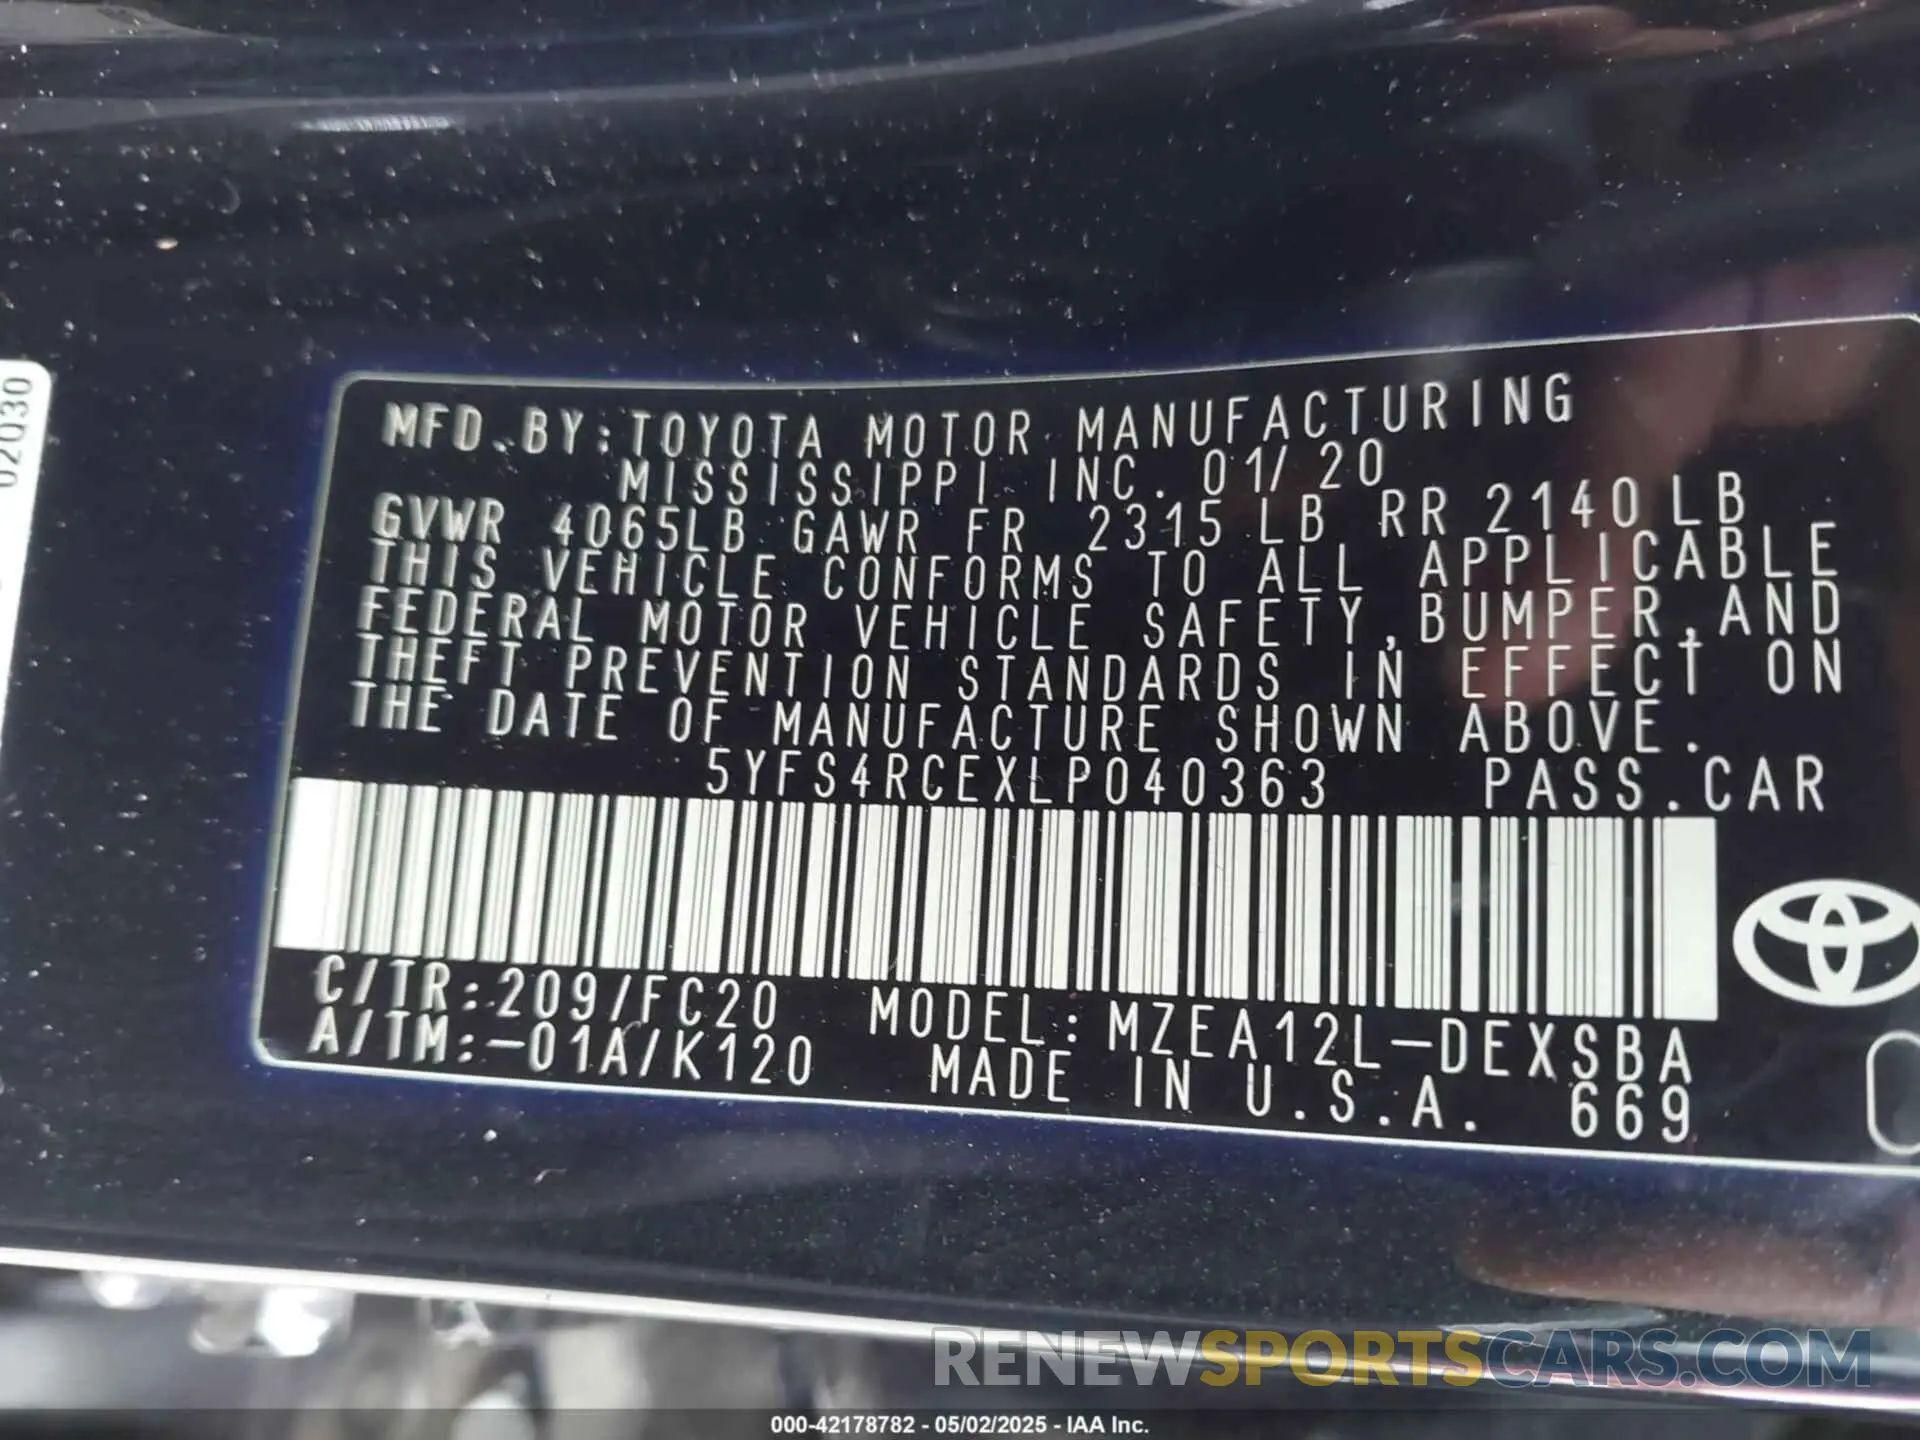 02Q30
MFD.BY:TOYOTA MOTOR MANUFACTURING
MISSISSIPPI INC. 01/20
GVWR 4065LB GAWR FR 2315 LB RR 2140LB
THIS VEHICLE CONFORMS TO ALL APPLICABLE
FEDERAL MOTOR VEHICLE SAFETY,BUMPER,AND
THEFT PREVENTION STANDARDS IN EFFECT ON
THE DATE OF MANUFACTURE SHOWN ABOVE.
5YFS4RCEXLP040363 PASS.CAR
C/TR:209/FC20 MODEL:MZEA12L-DEXSBA
A/TM:-01A/K120 MADE IN U.S.A. 669
RENEWSPORTSCARS.COM
000-42178782 - 05/02/2025 - IAA Inc.